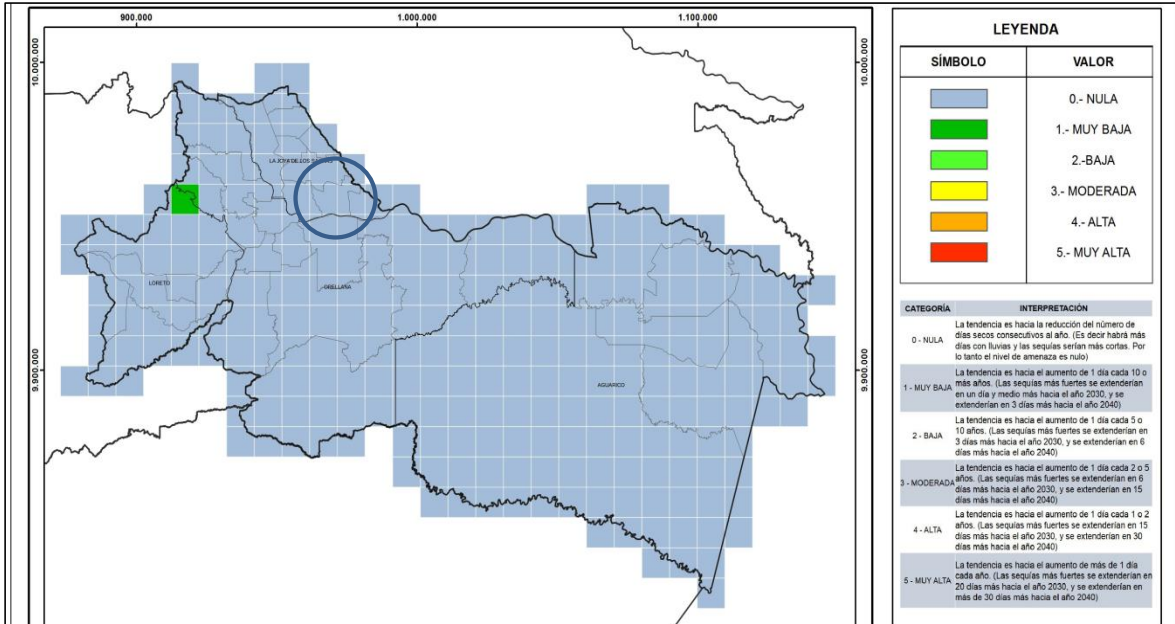 900.000 1.000.000 1.100.000
10.000.000 10.000.000
LA JOYA DE LOS
LORETO
ORELLANA
9.900.000 9.900.000
AGUARICO
LEYENDA
SÍMBOLO VALOR
0.- NULA
1.- MUY BAJA
2.-BAJA
3.- MODERADA
4.- ALTA
5.- MUY ALTA
CATEGORÍA INTERPRETACIÓN
0 - NULA
La tendencia es hacia la reducción del número de
días secos consecutivos al año. (Es decir habrá más
días con lluvias y las sequías serían más cortas. Por
lo tanto el nivel de amenaza es nulo)
1 - MUY BAJA
La tendencia es hacia el aumento de 1 día cada 10 o
más años. (Las sequías más fuertes se extenderían
en un día y medio más hacia el año 2030, y se
extenderían en 3 días más hacia el año 2040)
2 - BAJA
La tendencia es hacia el aumento de 1 día cada 5 o
10 años. (Las sequías más fuertes se extenderían en
3 días más hacia el año 2030, y se extenderían en 6
días más hacia el año 2040)
3 - MODERADA
La tendencia es hacia el aumento de 1 día cada 2 o 5
años. (Las sequías más fuertes se extenderían en 6
días más hacia el año 2030, y se extenderían en 15
días más hacia el año 2040)
4 - ALTA
La tendencia es hacia el aumento de 1 día cada 1 o 2
años. (Las sequías más fuertes se extenderían en 15
días más hacia el año 2030, y se extenderían en 30
días más hacia el año 2040)
5 - MUY ALTA
La tendencia es hacia el aumento de más de 1 día
cada año. (Las sequías más fuertes se extenderían en
20 días más hacia el año 2030, y se extenderían en
más de 30 días más hacia el año 2040)